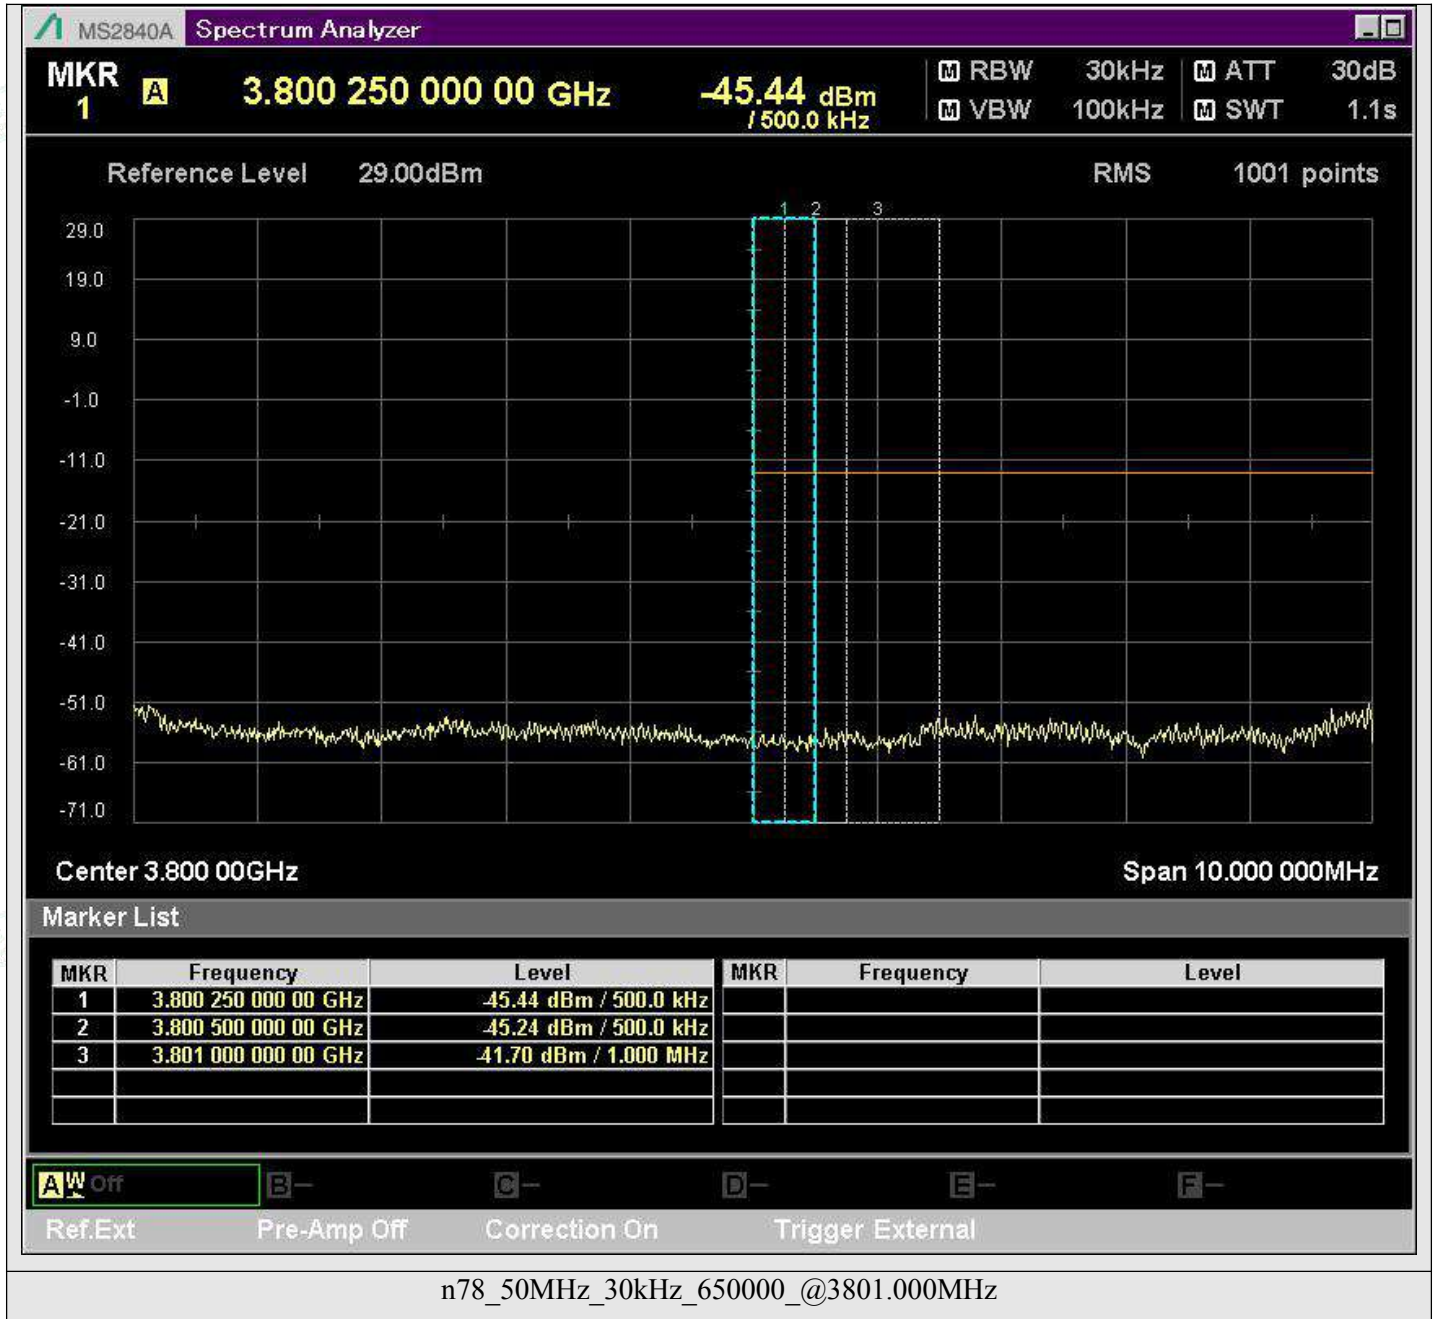 MS2840A Spectrum Analyzer
MKR 1 A 3.800 250 000 00 GHz -45.44 dBm / 500.0 kHz
M RBW 30kHz M ATT 30dB
M VBW 100kHz M SWT 1.1s
Reference Level 29.00dBm RMS 1001 points
1 2 3
29.0
19.0
9.0
-1.0
-11.0
-21.0
-31.0
-41.0
-51.0
-61.0
-71.0
Center 3.800 00GHz Span 10.000 000MHz
Marker List
MKR Frequency Level MKR Frequency Level
1 3.800 250 000 00 GHz -45.44 dBm / 500.0 kHz
2 3.800 500 000 00 GHz -45.24 dBm / 500.0 kHz
3 3.801 000 000 00 GHz -41.70 dBm / 1.000 MHz
A W Off B - C - D - E - F -
Ref.Ext Pre-Amp Off Correction On Trigger External
n78_50MHz_30kHz_650000_@3801.000MHz